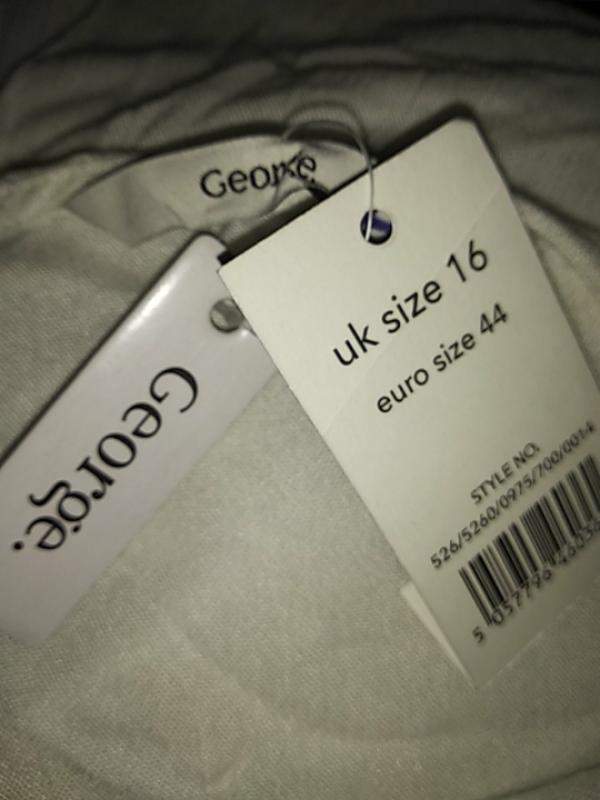 George
George.
uk size 16
euro size 44
STYLE NO.
526/5260/0975/700/0014